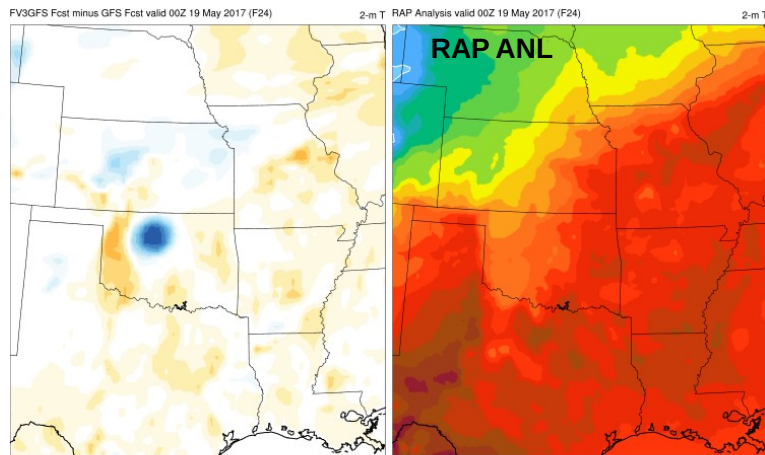 FV3GFS Fcst minus GFS Fcst valid 00Z 19 May 2017 (F24)
2-m T
RAP Analysis valid 00Z 19 May 2017 (F24)
2-m T
RAP ANL